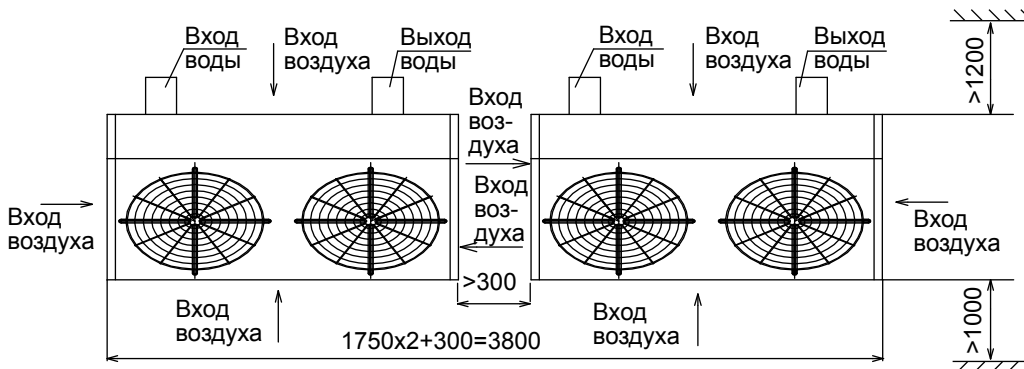 Вход
воды
Вход
воздуха
Выход
воды
Вход
воды
Вход
воздуха
Выход
воды
>1200
Вход
воз-
духа
Вход
воз-
духа
Вход
воздуха
Вход
воздуха
>300
Вход
воздуха
Вход
воздуха
1750x2+300=3800
>1000